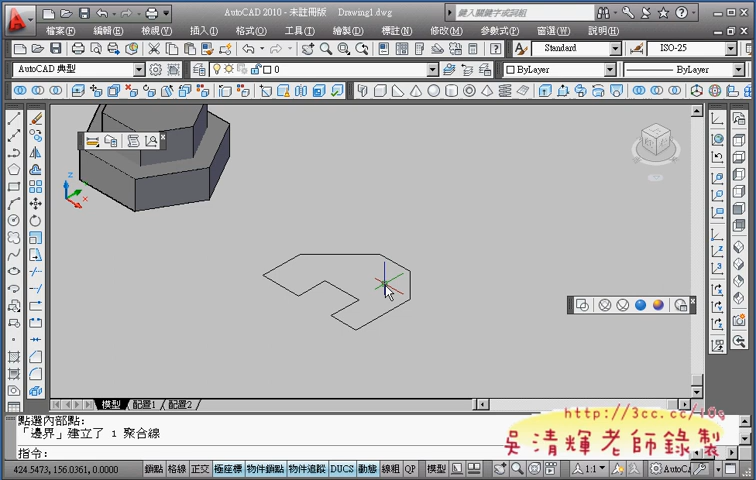 AutoCAD 2010 - 未註冊版 Drawing1.dwg
鍵入關鍵字或詞組
檔案(F) 編輯(E) 檢視(V) 插入(I) 格式(O) 工具(T) 繪製(D) 標註(N) 修改(M) 參數式(P) 窗選(W) 說明(H)
Standard ISO-25
AutoCAD 典型 0 ByLayer ByLayer
Z
X
模型 配置1 配置2
點選內部點:
「邊界」建立了 1 聚合線
指令:
http://3cc.cc/10g
吳清輝老師錄製
424.5473, 156.0361, 0.0000 鎖點 格線 正交 極座標 物件鎖點 物件追蹤 DUCS 動態 線粗 QP 模型 1:1 AutoCA